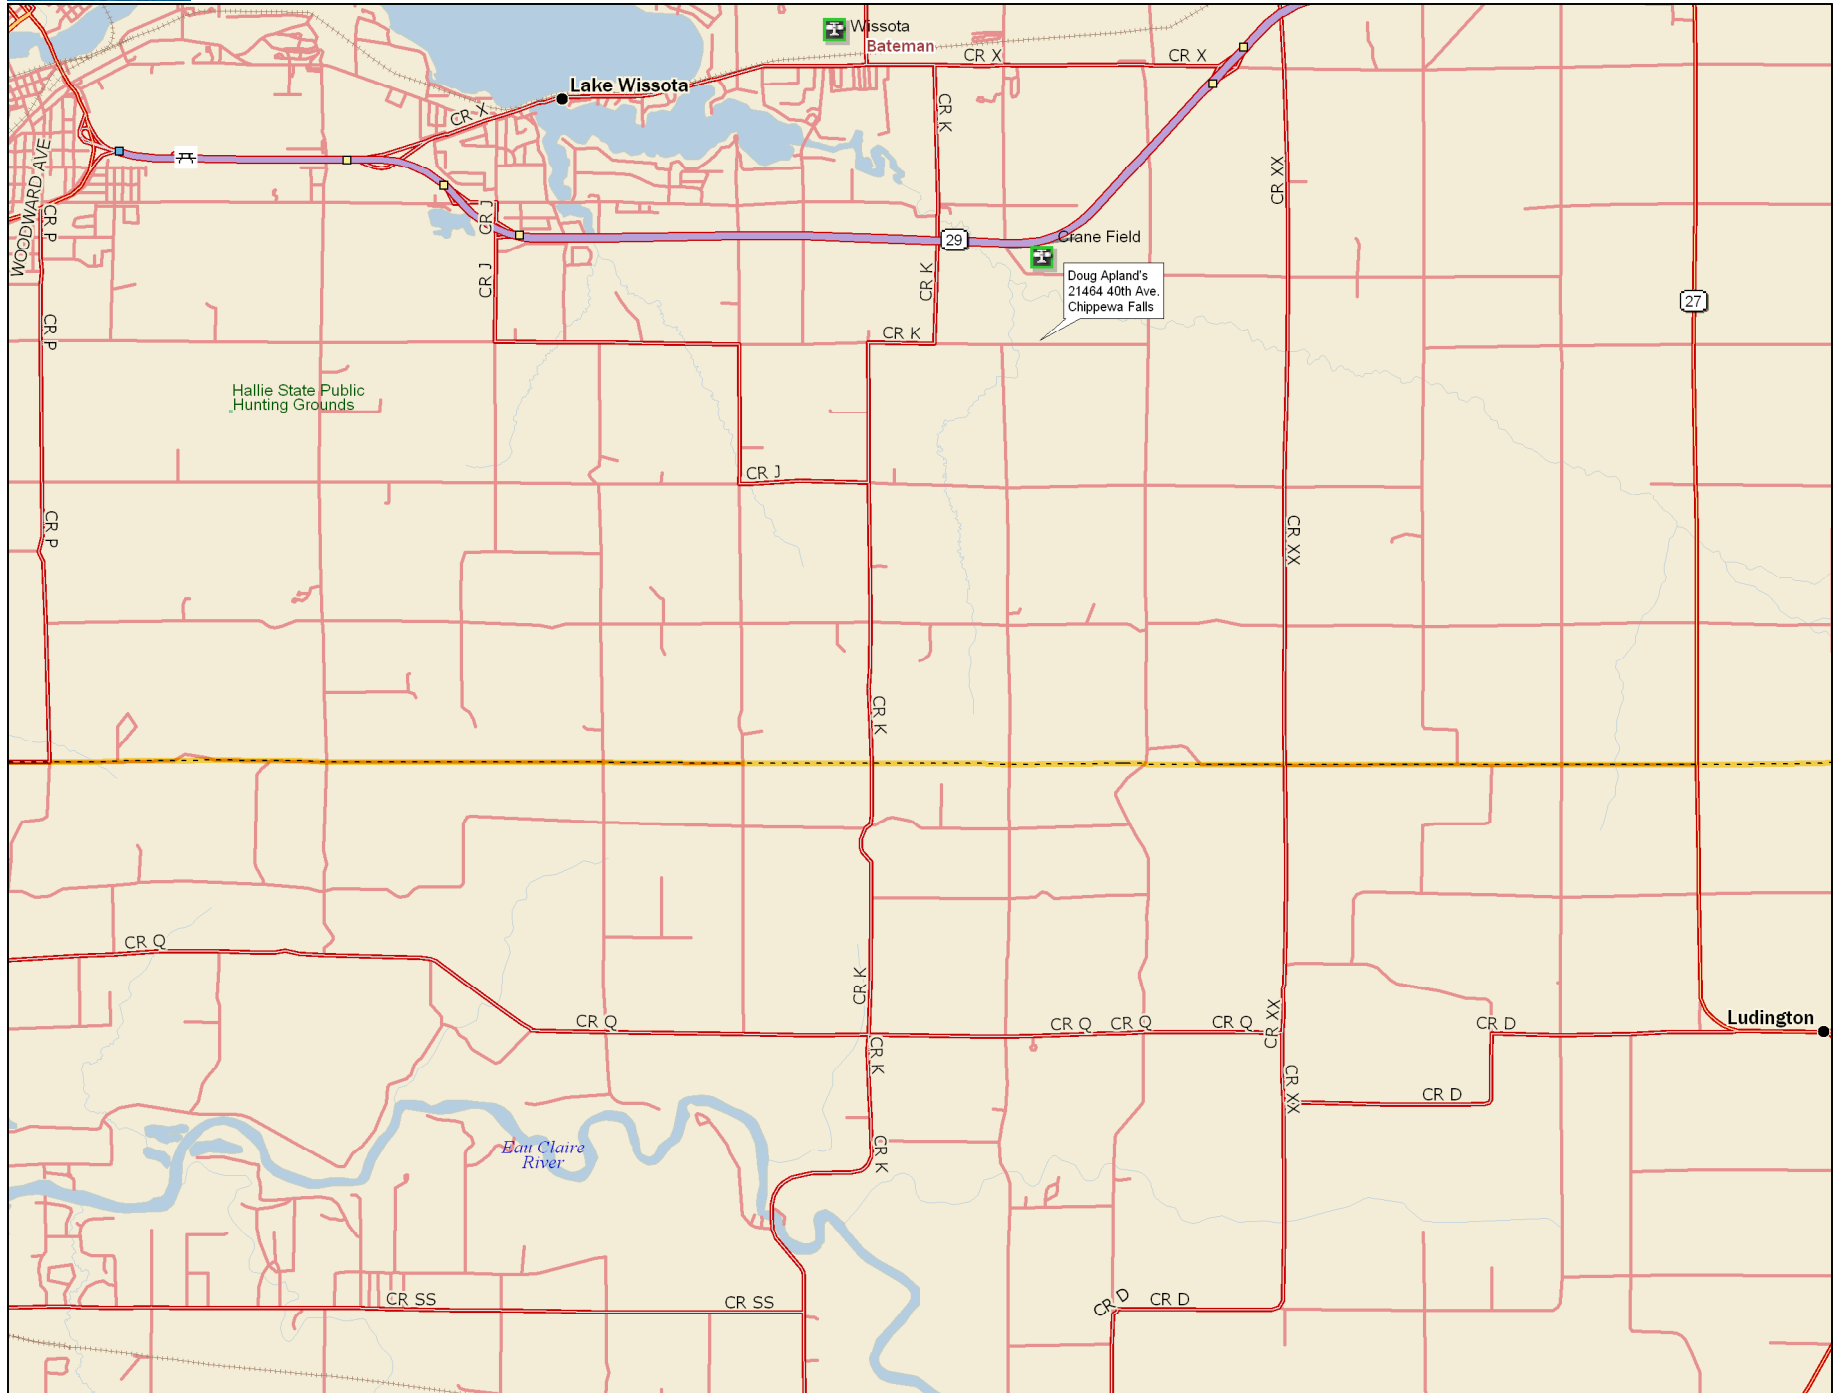 Wissota
Bateman
CR X
CR X
Lake Wissota
CR X
CR K
WOODWARD AVE
CR XX
CR P
CR J
29
Crane Field
CR J
CR K
Doug Apland's
21464 40th Ave.
Chippewa Falls
27
CR P
CR K
Hallie State Public
Hunting Grounds
CR J
CR P
CR XX
CR K
CR Q
CR K
CR XX
CR Q
CR Q
CR Q
CR Q
CR D
Ludington
CR K
CR XX
CR D
CR K
Eau Claire
River
CR SS
CR SS
CR D
CR D